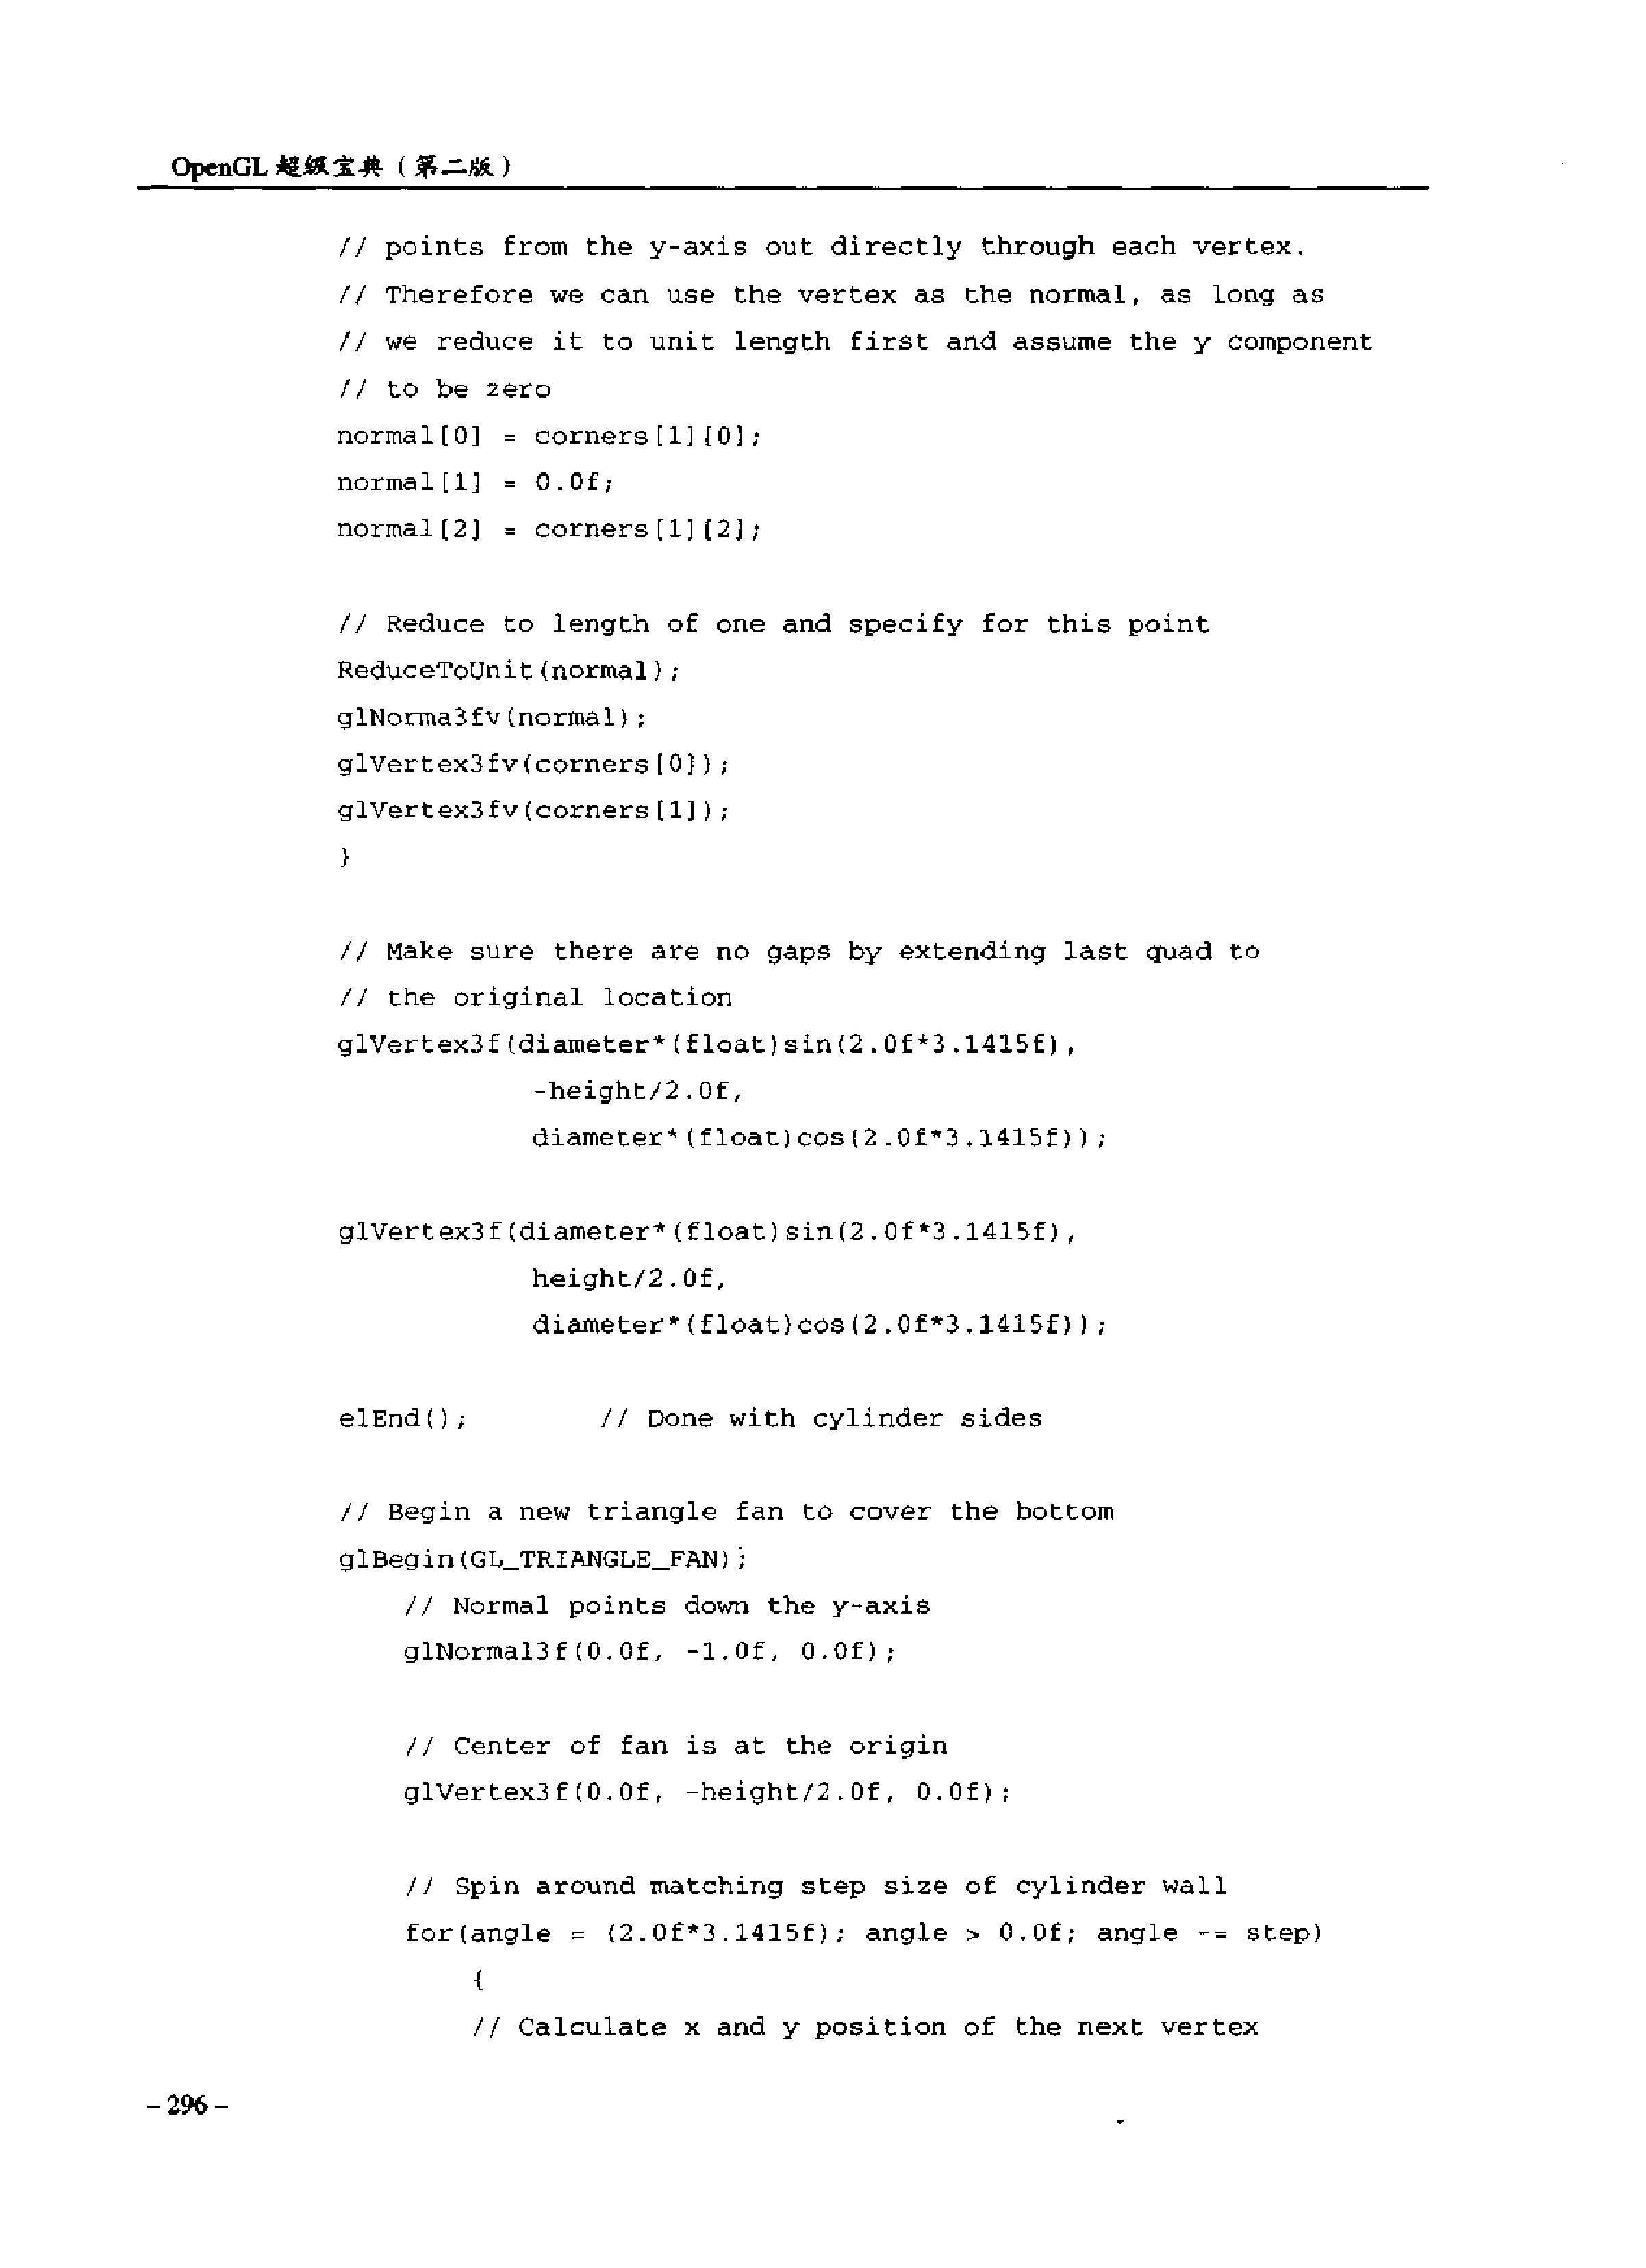 OpenGL 超级宝典（第二版）
// points from the y-axis out directly through each vertex.
// Therefore we can use the vertex as the normal, as long as
// we reduce it to unit length first and assume the y component
// to be zero
normal[0] = corners[1][0];
normal[1] = 0.0f;
normal[2] = corners[1][2];
// Reduce to length of one and specify for this point
ReduceToUnit(normal);
glNorma3fv(normal);
glVertex3fv(corners[0]);
glVertex3fv(corners[1]);
}
// Make sure there are no gaps by extending last quad to
// the original location
glVertex3f(diameter*(float)sin(2.0f*3.1415f),
-height/2.0f,
diameter*(float)cos(2.0f*3.1415f));
glVertex3f(diameter*(float)sin(2.0f*3.1415f),
height/2.0f,
diameter*(float)cos(2.0f*3.1415f));
elEnd(); // Done with cylinder sides
// Begin a new triangle fan to cover the bottom
glBegin(GL_TRIANGLE_FAN);
// Normal points down the y-axis
glNormal3f(0.0f, -1.0f, 0.0f);
// Center of fan is at the origin
glVertex3f(0.0f, -height/2.0f, 0.0f);
// Spin around matching step size of cylinder wall
for(angle = (2.0f*3.1415f); angle > 0.0f; angle -= step)
{
// Calculate x and y position of the next vertex
- 296 -